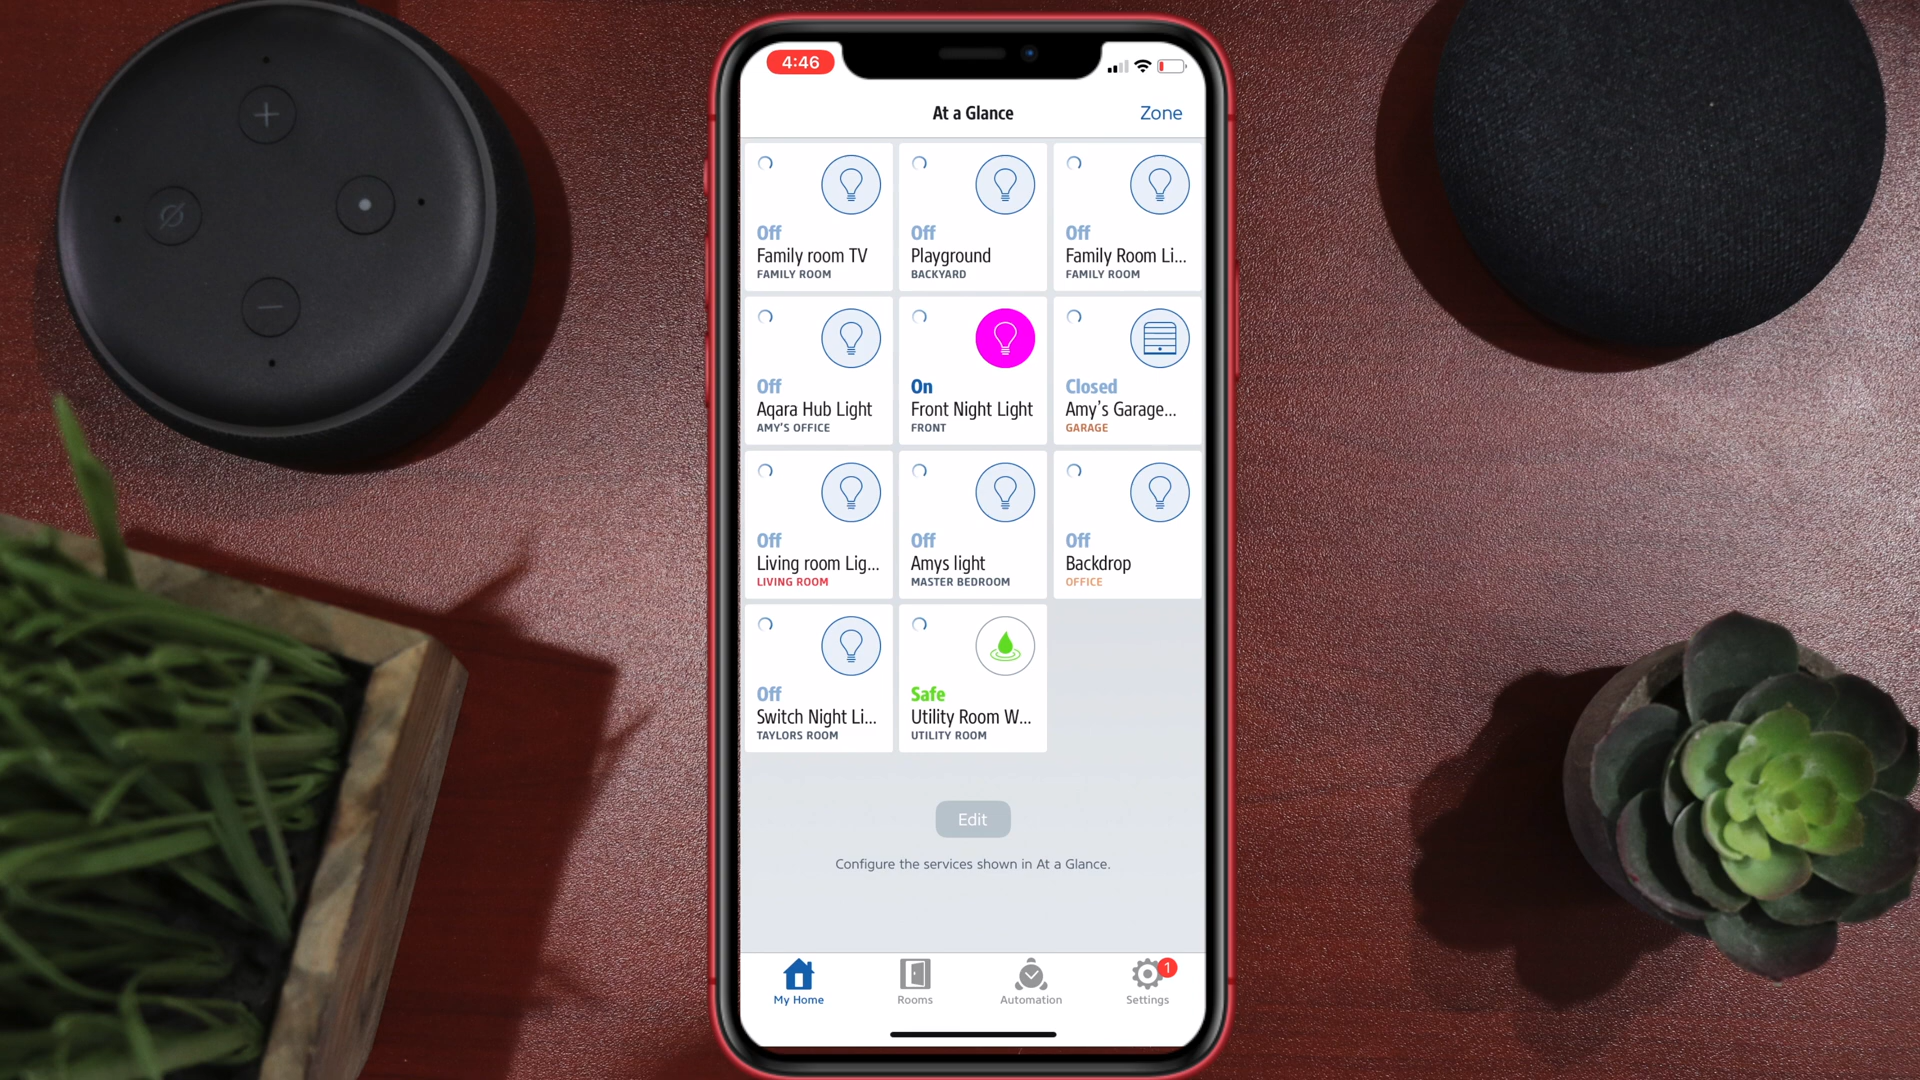 4:46
At a Glance
Zone
Off
Family room TV
FAMILY ROOM
Off
Playground
BACKYARD
Off
Family Room Li...
FAMILY ROOM
Off
Aqara Hub Light
AMY'S OFFICE
On
Front Night Light
FRONT
Closed
Amy's Garage...
GARAGE
Off
Living room Lig...
LIVING ROOM
Off
Amys light
MASTER BEDROOM
Off
Backdrop
OFFICE
Off
Switch Night Li...
TAYLORS ROOM
Safe
Utility Room W...
UTILITY ROOM
Edit
Configure the services shown in At a Glance.
My Home
Rooms
Automation
1
Settings